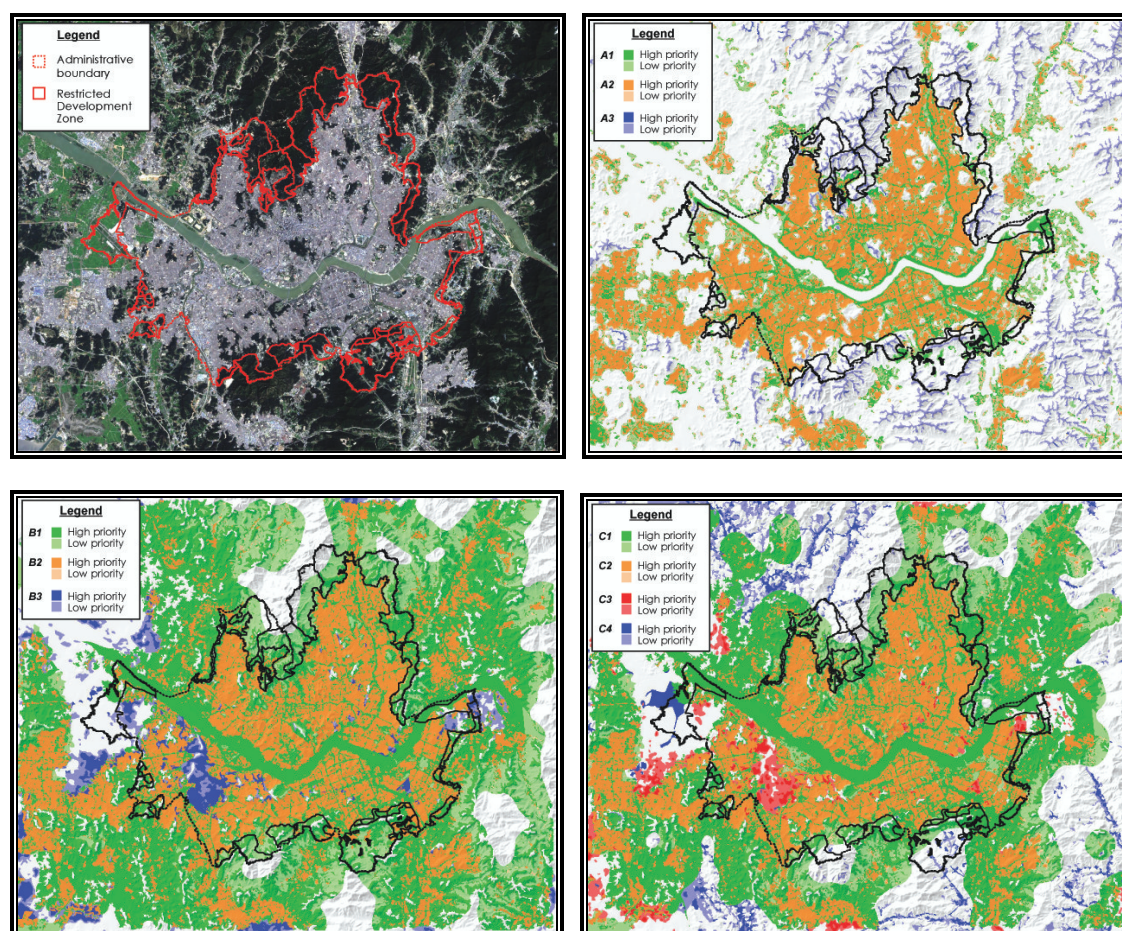 Legend
Administrative
boundary
Restricted
Development
Zone
Legend
A1 High priority
Low priority
A2 High priority
Low priority
A3 High priority
Low priority
Legend
B1 High priority
Low priority
B2 High priority
Low priority
B3 High priority
Low priority
Legend
C1 High priority
Low priority
C2 High priority
Low priority
C3 High priority
Low priority
C4 High priority
Low priority